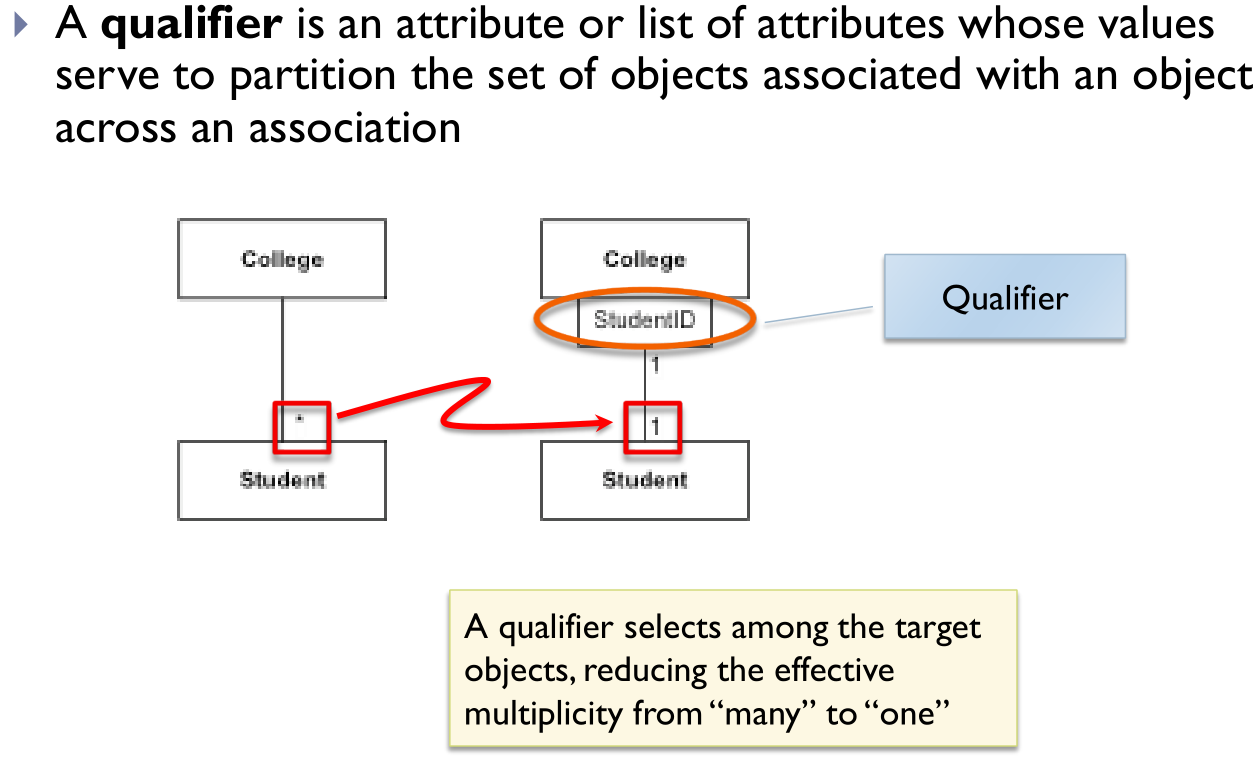 A qualifier is an attribute or list of attributes whose values
serve to partition the set of objects associated with an object
across an association
College
*
Student
College
StudentID
1
1
Student
Qualifier
A qualifier selects among the target
objects, reducing the effective
multiplicity from “many” to “one”